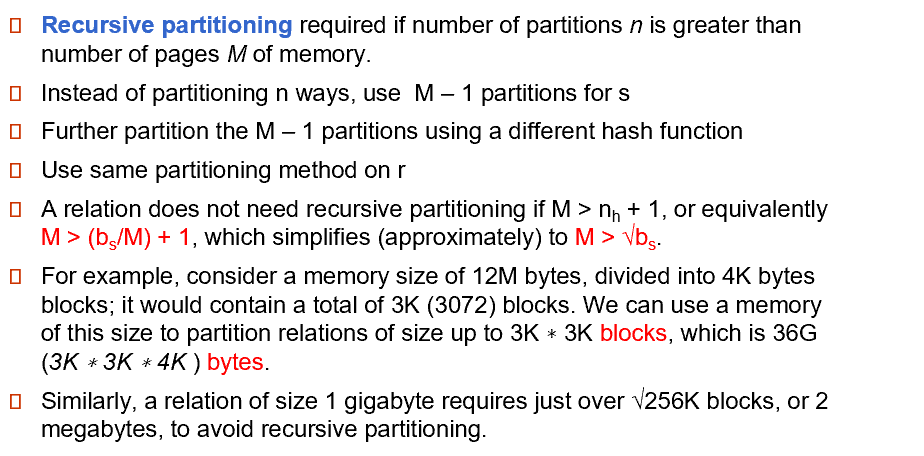 Recursive partitioning required if number of partitions n is greater than
number of pages M of memory.
Instead of partitioning n ways, use M – 1 partitions for s
Further partition the M – 1 partitions using a different hash function
Use same partitioning method on r
A relation does not need recursive partitioning if M > nₕ + 1, or equivalently
M > (bₛ/M) + 1, which simplifies (approximately) to M > √bₛ.
For example, consider a memory size of 12M bytes, divided into 4K bytes
blocks; it would contain a total of 3K (3072) blocks. We can use a memory
of this size to partition relations of size up to 3K ∗ 3K blocks, which is 36G
(3K ∗ 3K ∗ 4K ) bytes.
Similarly, a relation of size 1 gigabyte requires just over √256K blocks, or 2
megabytes, to avoid recursive partitioning.